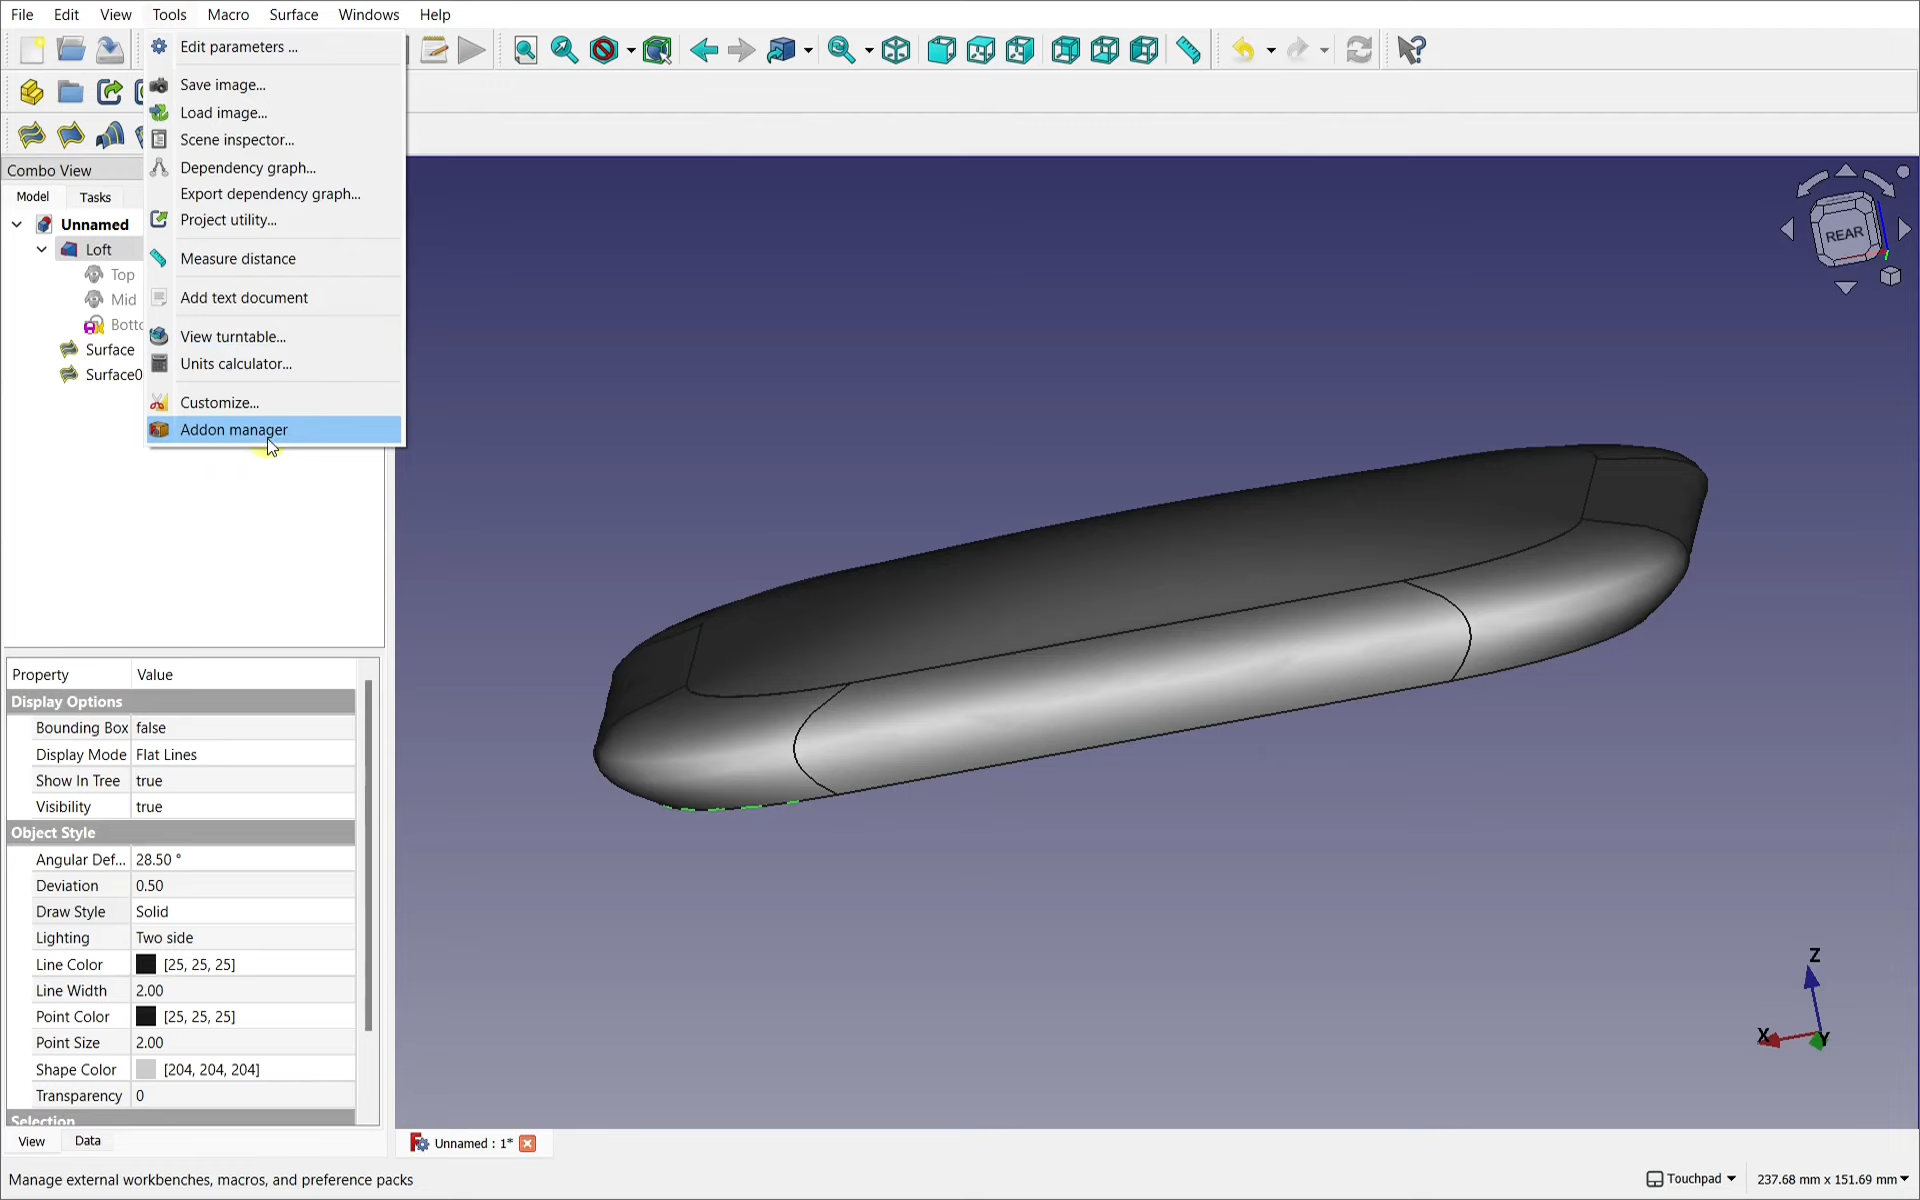 File Edit View Tools Macro Surface Windows Help
Edit parameters ...
Save image...
Load image...
Scene inspector...
Dependency graph...
Export dependency graph...
Project utility...
Measure distance
Add text document
View turntable...
Units calculator...
Customize...
Addon manager
Combo View
Model Tasks
Unnamed
Loft
Top
Mid
Botto
Surface
Surface0
REAR
Property Value
Display Options
Bounding Box false
Display Mode Flat Lines
Show In Tree true
Visibility true
Object Style
Angular Def... 28.50 °
Deviation 0.50
Draw Style Solid
Lighting Two side
Line Color [25, 25, 25]
Line Width 2.00
Point Color [25, 25, 25]
Point Size 2.00
Shape Color [204, 204, 204]
Transparency 0
Selection
View Data
Z
X Y
Unnamed : 1*
Manage external workbenches, macros, and preference packs
Touchpad 237.68 mm x 151.69 mm